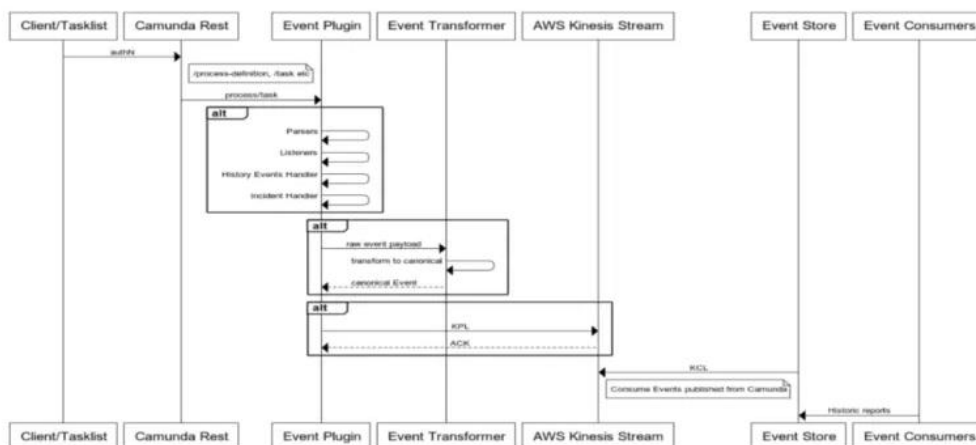 Client/Tasklist Camunda Rest Event Plugin Event Transformer AWS Kinesis Stream Event Store Event Consumers
authN
/process-definition, /task etc
process/task
alt
Parsers
Listeners
History Events Handler
Incident Handler
alt
raw event payload
transform to canonical
canonical Event
alt
KPL
ACK
KCL
Consume Events published from Camunda
Historic reports
Client/Tasklist Camunda Rest Event Plugin Event Transformer AWS Kinesis Stream Event Store Event Consumers